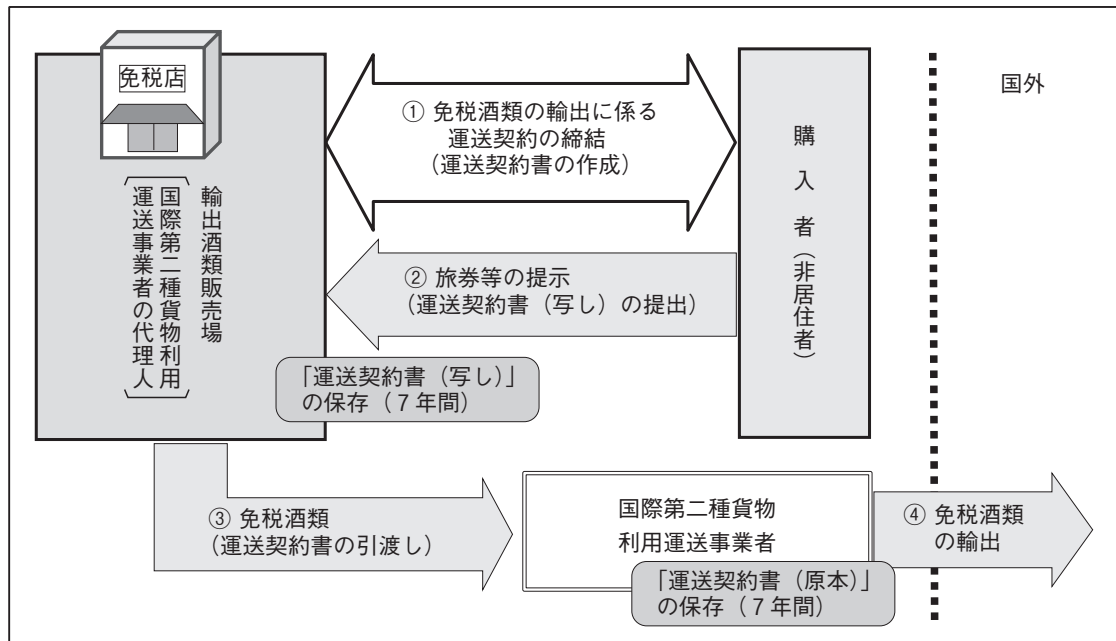 免税店
輸出酒類販売場
国際第二種貨物利用
運送事業者の代理人
① 免税酒類の輸出に係る
運送契約の締結
（運送契約書の作成）
② 旅券等の提示
（運送契約書（写し）の提出）
「運送契約書（写し）」
の保存（７年間）
購入者（非居住者）
国外
③ 免税酒類
（運送契約書の引渡し）
国際第二種貨物
利用運送事業者
「運送契約書（原本）」
の保存（７年間）
④ 免税酒類
の輸出